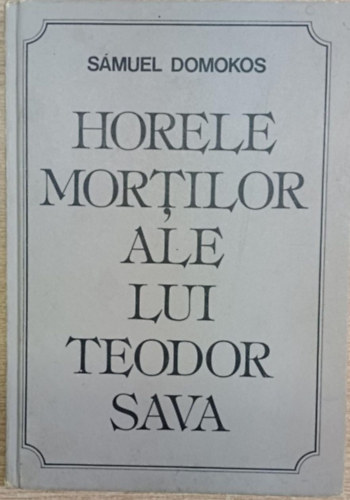 SÁMUEL DOMOKOS
HORELE
MORȚILOR
ALE
LUI
TEODOR
SAVA